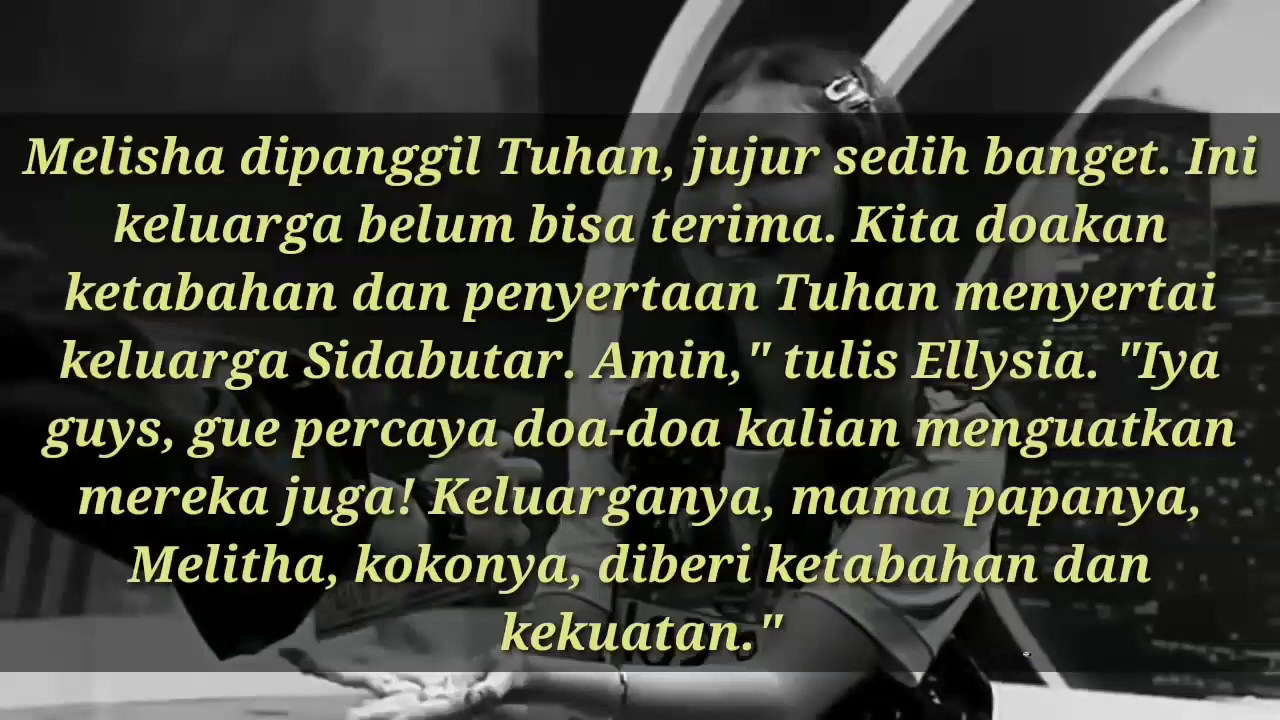 Melisha dipanggil Tuhan, jujur sedih banget. Ini
keluarga belum bisa terima. Kita doakan
ketabahan dan penyertaan Tuhan menyertai
keluarga Sidabutar. Amin," tulis Ellysia. "Iya
guys, gue percaya doa-doa kalian menguatkan
mereka juga! Keluarganya, mama papanya,
Melitha, kokonya, diberi ketabahan dan
kekuatan."